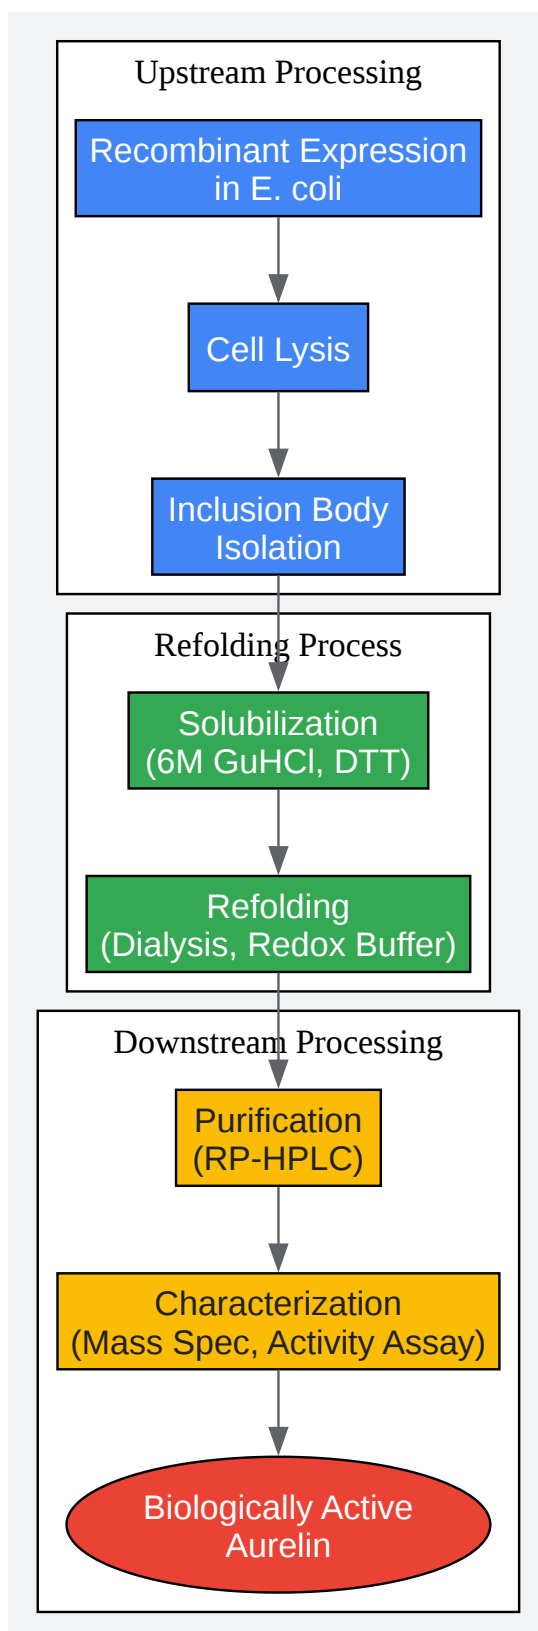 Upstream Processing
Recombinant Expression
in E. coli
Cell Lysis
Inclusion Body
Isolation
Refolding Process
Solubilization
(6M GuHCl, DTT)
Refolding
(Dialysis, Redox Buffer)
Downstream Processing
Purification
(RP-HPLC)
Characterization
(Mass Spec, Activity Assay)
Biologically Active
Aurelin